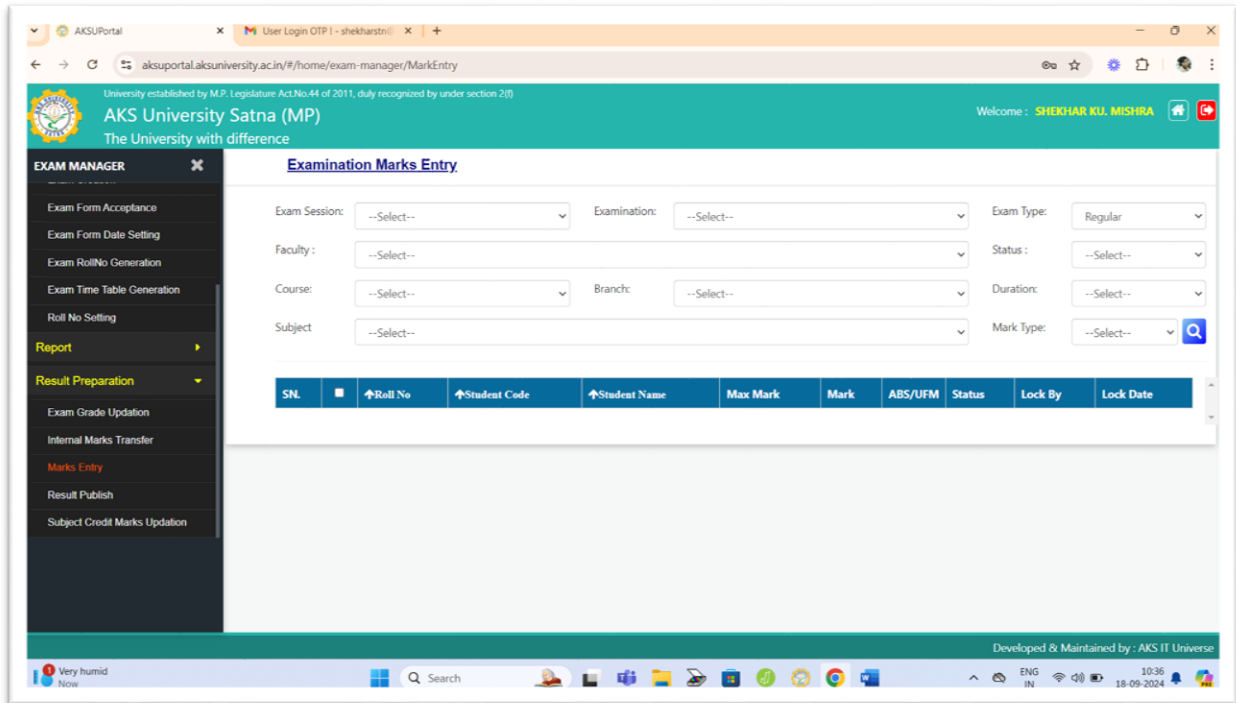 AKSUPortal
User Login OTP ! - shekharstn
aksuportal.aksuniversity.ac.in/#/home/exam-manager/MarkEntry
University established by M.P. Legislature Act.No.44 of 2011, duly recognized by under section 2(f)
AKS University Satna (MP)
The University with difference
Welcome : SHEKHAR KU. MISHRA
EXAM MANAGER
Exam Form Acceptance
Exam Form Date Setting
Exam RollNo Generation
Exam Time Table Generation
Roll No Setting
Report
Result Preparation
Exam Grade Updation
Internal Marks Transfer
Marks Entry
Result Publish
Subject Credit Marks Updation
Examination Marks Entry
Exam Session: --Select-- Examination: --Select-- Exam Type: Regular
Faculty : --Select-- Status : --Select--
Course: --Select-- Branch: --Select-- Duration: --Select--
Subject --Select-- Mark Type: --Select--
SN. Roll No Student Code Student Name Max Mark Mark ABS/UFM Status Lock By Lock Date
Developed & Maintained by : AKS IT Universe
1 Very humid
Now
Search
ENG
IN
10:36
18-09-2024